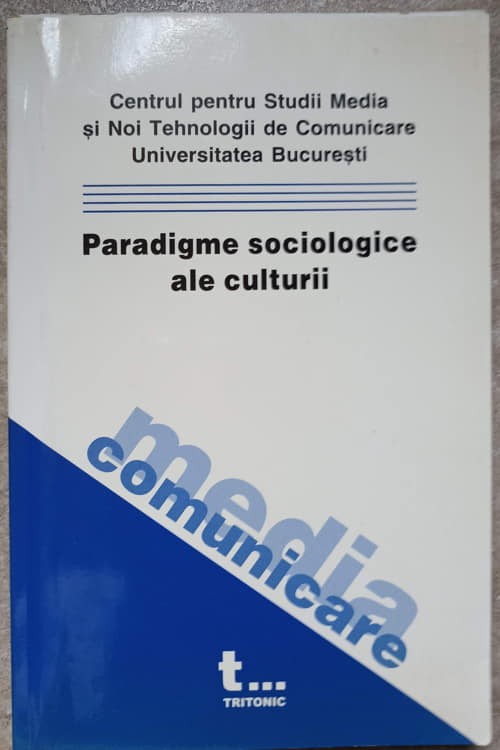 Centrul pentru Studii Media
și Noi Tehnologii de Comunicare
Universitatea București
Paradigme sociologice
ale culturii
media
comunicare
t...
TRITONIC